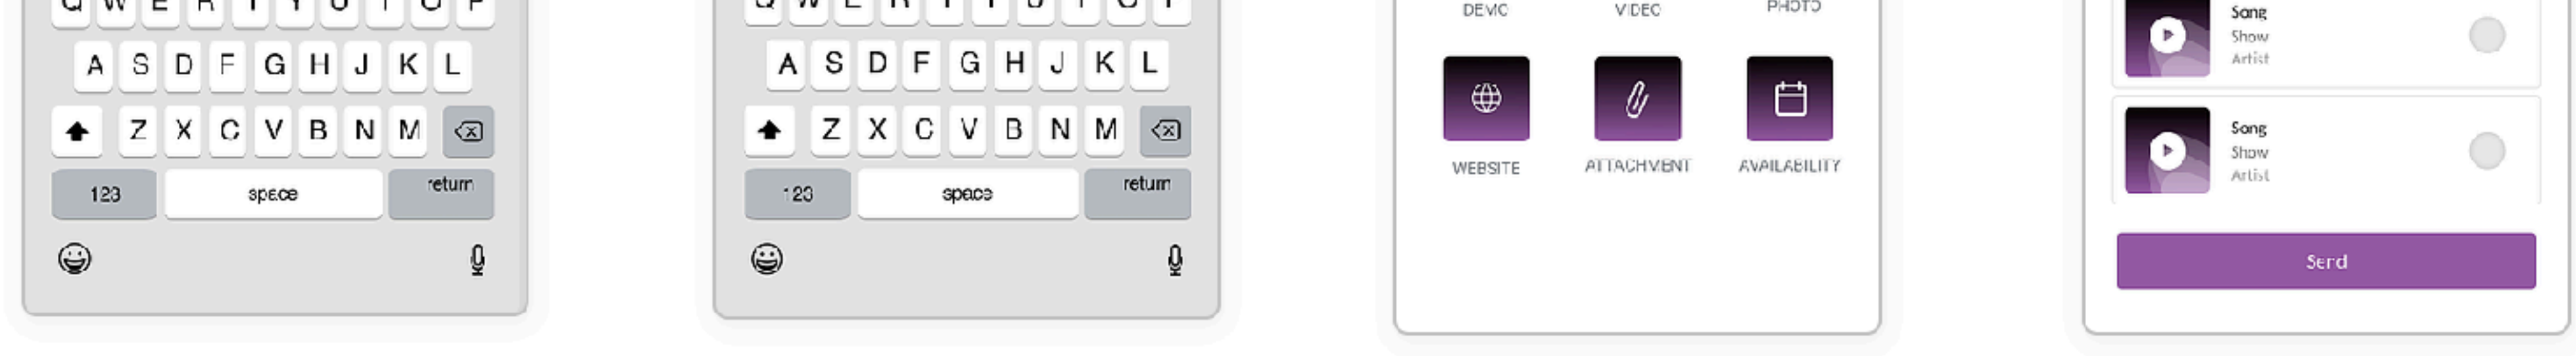 Q W E R T Y U I O P
A S D F G H J K L
Z X C V B N M
123 space return
Q W E R T Y U I O P
A S D F G H J K L
Z X C V B N M
123 space return
DEMO VIDEO PHOTO
WEBSITE ATTACHMENT AVAILABILITY
Song
Show
Artist
Song
Show
Artist
Send